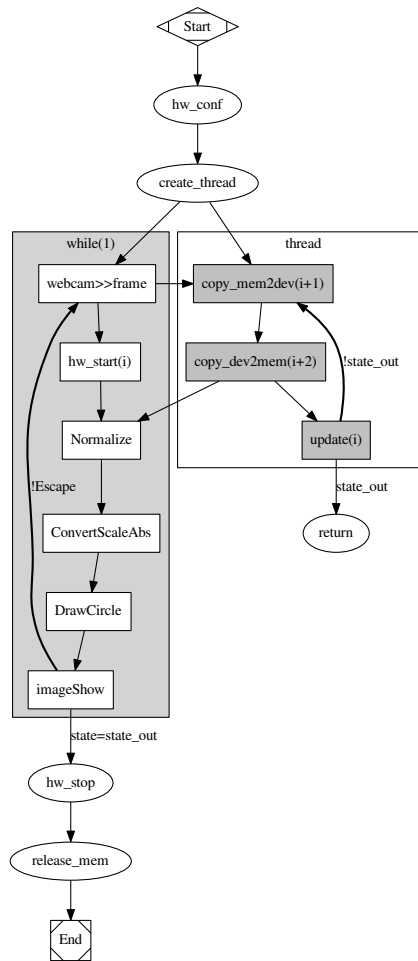 Start
hw_conf
create_thread
while(1)
thread
webcam>>frame
copy_mem2dev(i+1)
hw_start(i)
copy_dev2mem(i+2)
!state_out
Normalize
update(i)
!Escape
state_out
ConvertScaleAbs
return
DrawCircle
imageShow
state=state_out
hw_stop
release_mem
End